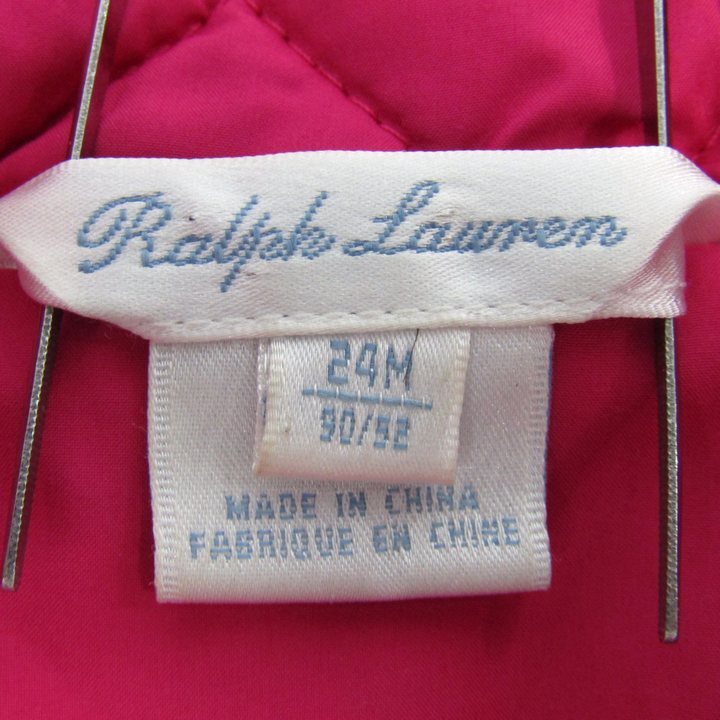 Ralph Lauren
24M
90/52
MADE IN CHINA
FABRIQUE EN CHINE